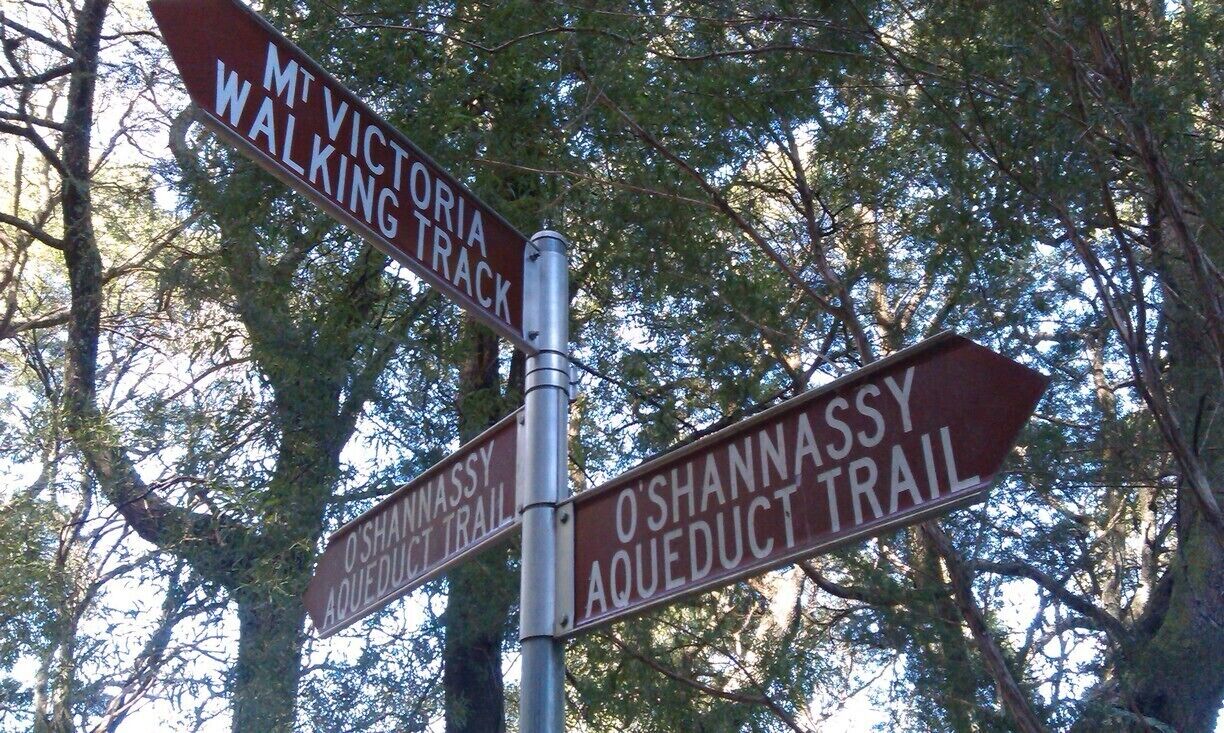 MT VICTORIA
WALKING TRACK
O'SHANNASSY
AQUEDUCT TRAIL
O'SHANNASSY
AQUEDUCT TRAIL